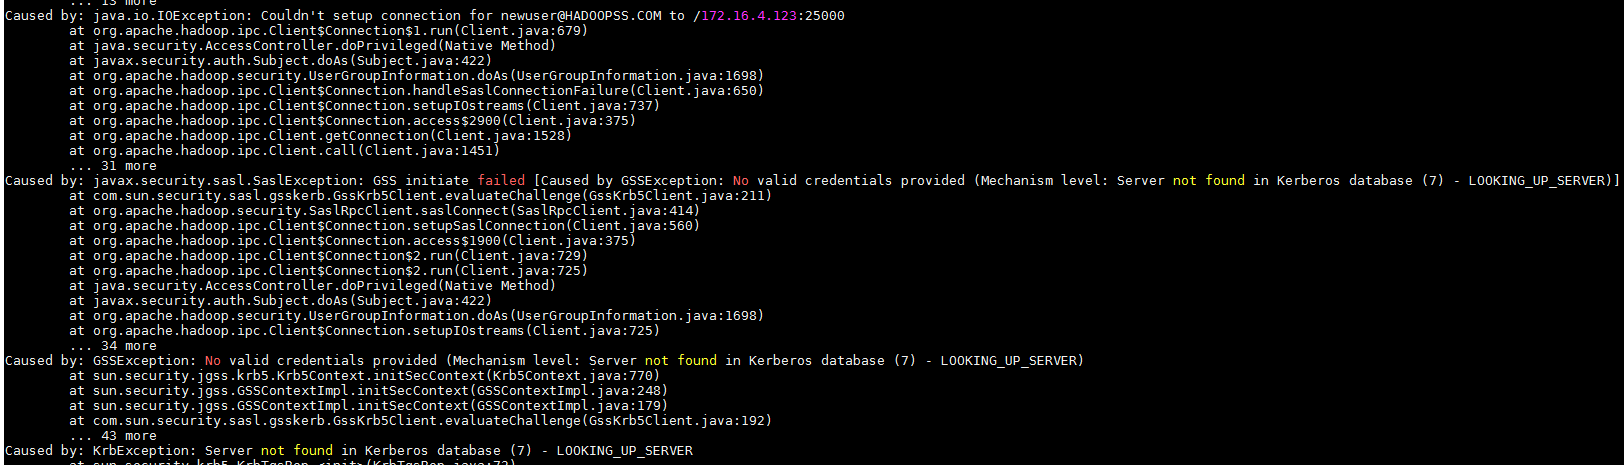 ... 13 more
Caused by: java.io.IOException: Couldn't setup connection for newuser@HADOOPSS.COM to /172.16.4.123:25000
at org.apache.hadoop.ipc.Client$Connection$1.run(Client.java:679)
at java.security.AccessController.doPrivileged(Native Method)
at javax.security.auth.Subject.doAs(Subject.java:422)
at org.apache.hadoop.security.UserGroupInformation.doAs(UserGroupInformation.java:1698)
at org.apache.hadoop.ipc.Client$Connection.handleSaslConnectionFailure(Client.java:650)
at org.apache.hadoop.ipc.Client$Connection.setupIOstreams(Client.java:737)
at org.apache.hadoop.ipc.Client$Connection.access$2900(Client.java:375)
at org.apache.hadoop.ipc.Client.getConnection(Client.java:1528)
at org.apache.hadoop.ipc.Client.call(Client.java:1451)
... 31 more
Caused by: javax.security.sasl.SaslException: GSS initiate failed [Caused by GSSException: No valid credentials provided (Mechanism level: Server not found in Kerberos database (7) - LOOKING_UP_SERVER)]
at com.sun.security.sasl.gsskerb.GssKrb5Client.evaluateChallenge(GssKrb5Client.java:211)
at org.apache.hadoop.security.SaslRpcClient.saslConnect(SaslRpcClient.java:414)
at org.apache.hadoop.ipc.Client$Connection.setupSaslConnection(Client.java:560)
at org.apache.hadoop.ipc.Client$Connection.access$1900(Client.java:375)
at org.apache.hadoop.ipc.Client$Connection$2.run(Client.java:729)
at org.apache.hadoop.ipc.Client$Connection$2.run(Client.java:725)
at java.security.AccessController.doPrivileged(Native Method)
at javax.security.auth.Subject.doAs(Subject.java:422)
at org.apache.hadoop.security.UserGroupInformation.doAs(UserGroupInformation.java:1698)
at org.apache.hadoop.ipc.Client$Connection.setupIOstreams(Client.java:725)
... 34 more
Caused by: GSSException: No valid credentials provided (Mechanism level: Server not found in Kerberos database (7) - LOOKING_UP_SERVER)
at sun.security.jgss.krb5.Krb5Context.initSecContext(Krb5Context.java:770)
at sun.security.jgss.GSSContextImpl.initSecContext(GSSContextImpl.java:248)
at sun.security.jgss.GSSContextImpl.initSecContext(GSSContextImpl.java:179)
at com.sun.security.sasl.gsskerb.GssKrb5Client.evaluateChallenge(GssKrb5Client.java:192)
... 43 more
Caused by: KrbException: Server not found in Kerberos database (7) - LOOKING_UP_SERVER
at sun.security.krb5.KrbTgsRep.<init>(KrbTgsRep.java:73)